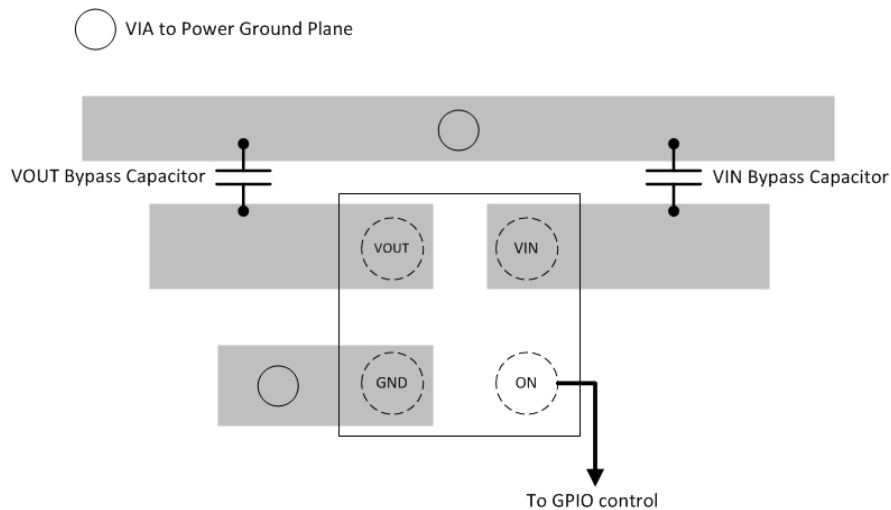 VIA to Power Ground Plane
VOUT Bypass Capacitor
VIN Bypass Capacitor
VOUT
VIN
GND
ON
To GPIO control